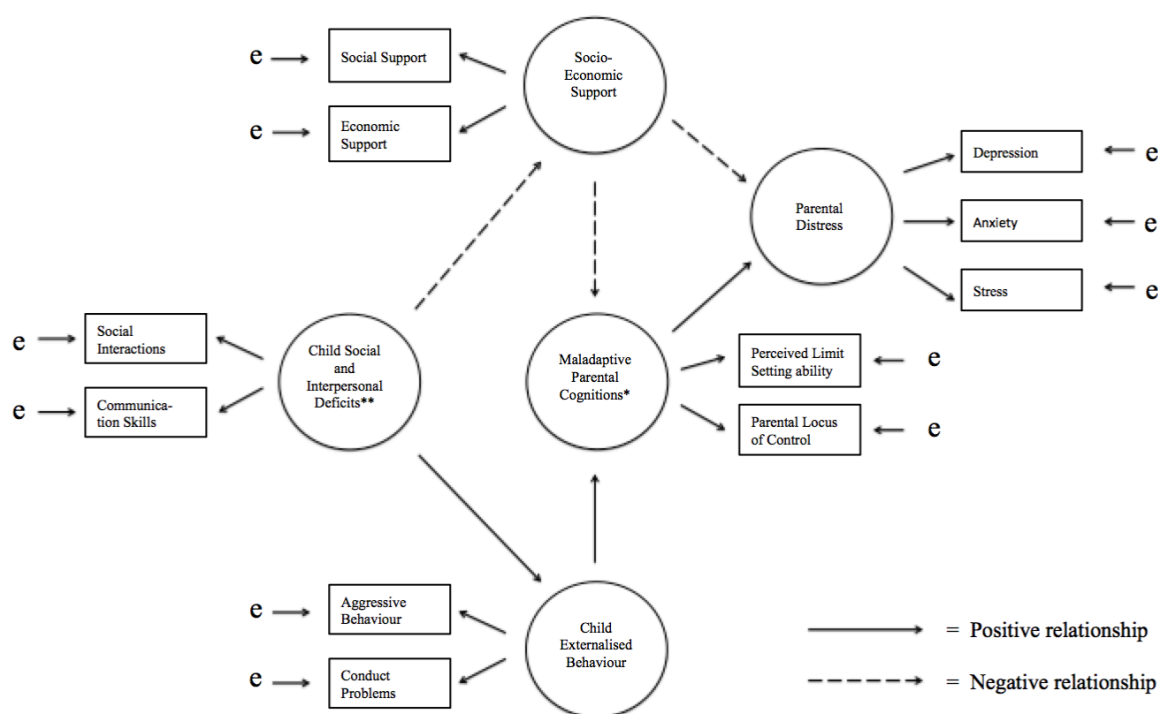 e
Social Support
Socio-
Economic
Support
e
Economic
Support
Depression
e
Parental
Distress
Anxiety
e
Stress
e
e
Social
Interactions
Child Social
and
Interpersonal
Deficits**
Maladaptive
Parental
Cognitions*
Perceived Limit
Setting ability
e
e
Communica-
tion Skills
Parental Locus
of Control
e
e
Aggressive
Behaviour
Child
Externalised
Behaviour
= Positive relationship
e
Conduct
Problems
= Negative relationship